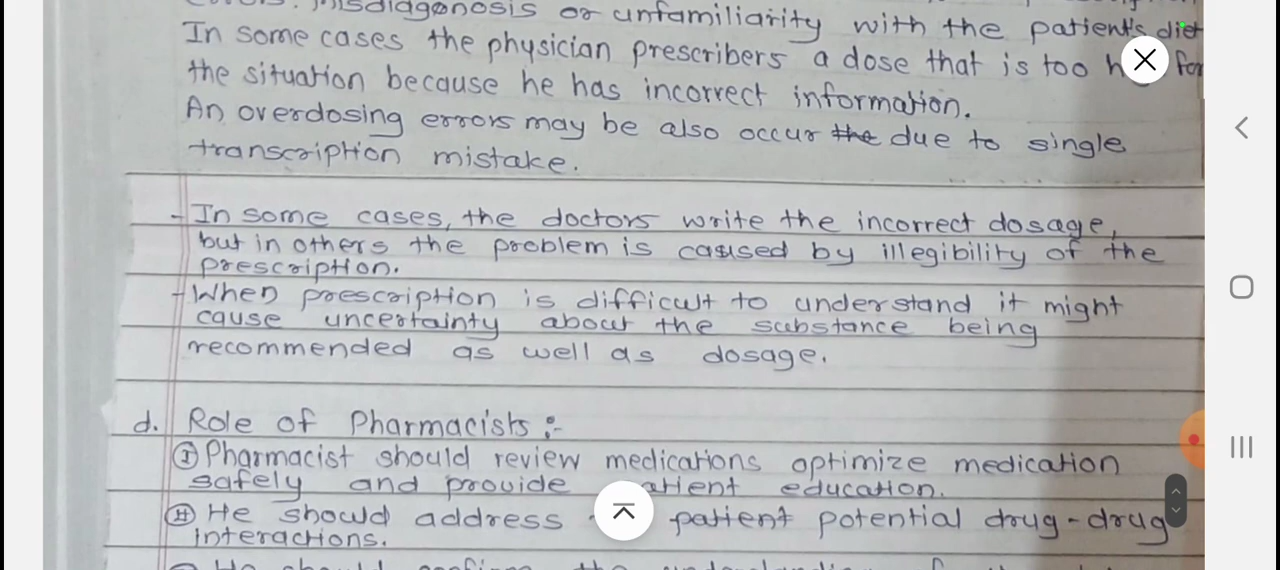 misdiagonosis or unfamiliarity with the patient's diet
In some cases the physician prescribers a dose that is too for
the situation because he has incorrect information.
An overdosing errors may be also occur the due to single
transcription mistake.
- In some cases, the doctors write the incorrect dosage,
but in others the problem is caused by illegibility of the
prescription.
- When prescription is difficult to understand it might
cause uncertainty about the substance being
recommended as well as dosage.
d. Role of Pharmacists :-
I Pharmacist should review medications optimize medication
safely and provide education.
II He should address patient potential drug-drug
interactions.